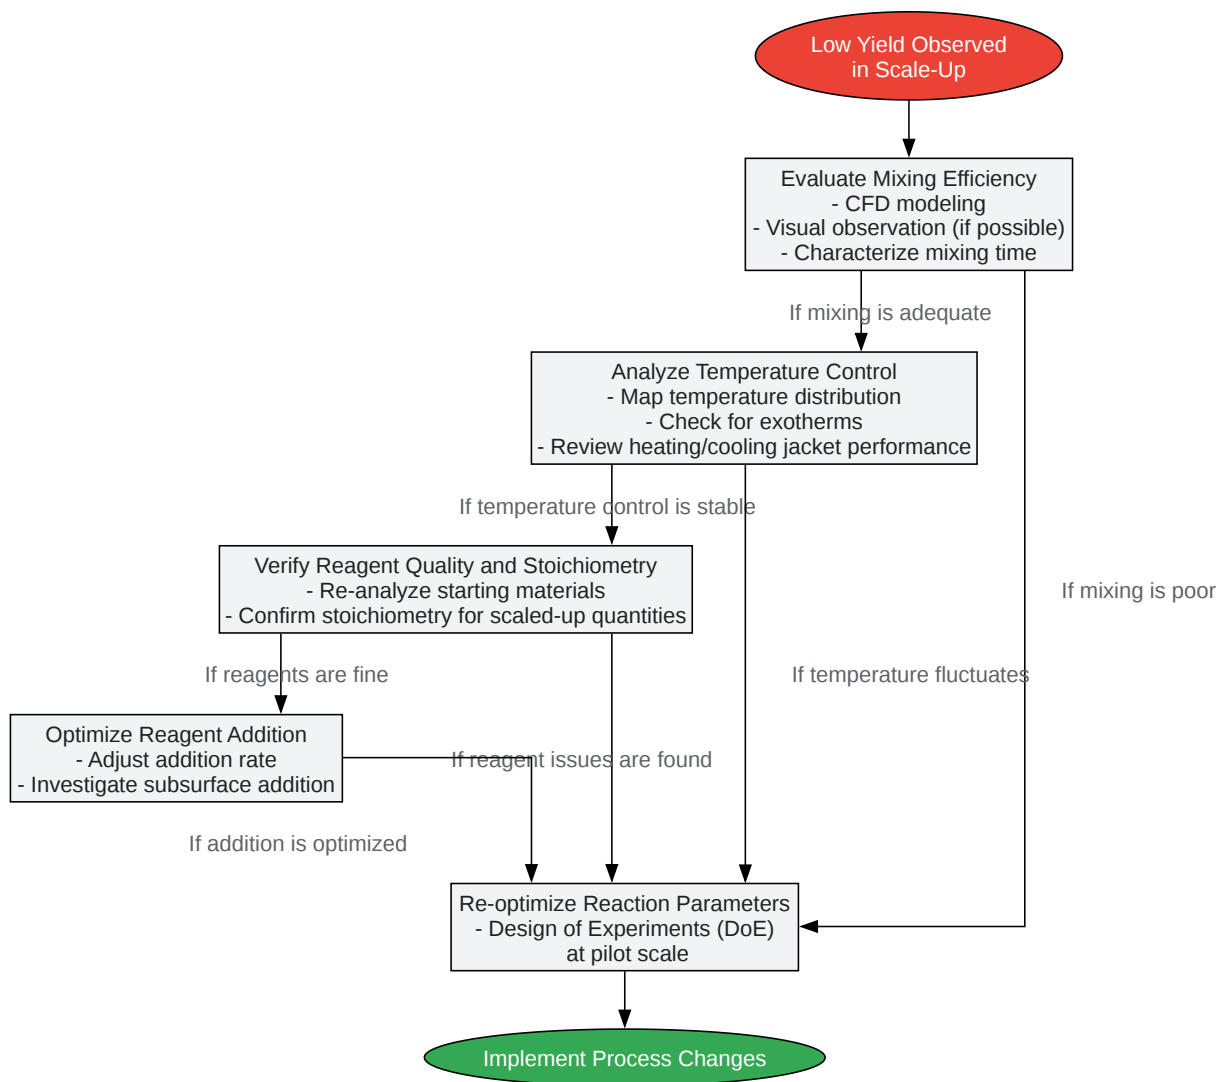 Low Yield Observed
in Scale-Up
Evaluate Mixing Efficiency
- CFD modeling
- Visual observation (if possible)
- Characterize mixing time
If mixing is adequate
Analyze Temperature Control
- Map temperature distribution
- Check for exotherms
- Review heating/cooling jacket performance
If temperature control is stable
Verify Reagent Quality and Stoichiometry
- Re-analyze starting materials
- Confirm stoichiometry for scaled-up quantities
If mixing is poor
If reagents are fine
If temperature fluctuates
Optimize Reagent Addition
- Adjust addition rate
- Investigate subsurface addition
If reagent issues are found
If addition is optimized
Re-optimize Reaction Parameters
- Design of Experiments (DoE)
at pilot scale
Implement Process Changes